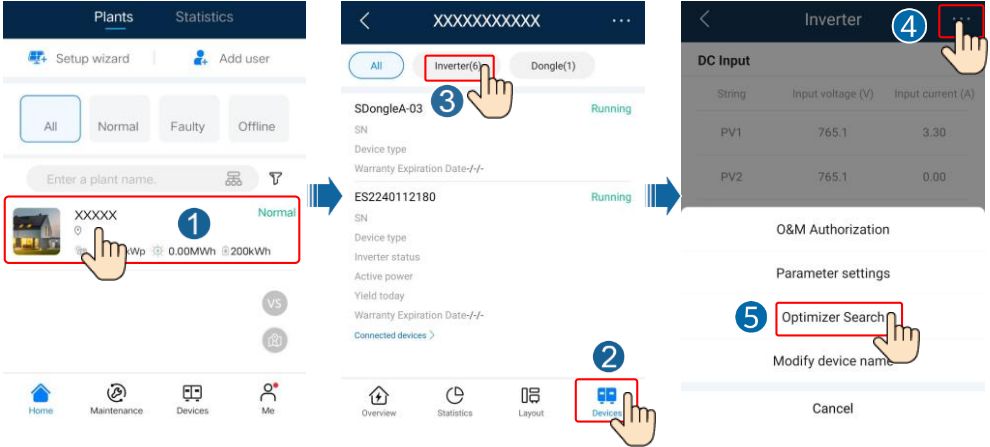 Plants Statistics
Setup wizard Add user
All Normal Faulty Offline
Enter a plant name.
XXXXX 1 Normal
kWp 0.00MWh 200kWh
VS
Home Maintenance Devices Me
XXXXXXXXXXX ...
All Inverter(6) Dongle(1)
3
SDongleA-03 Running
SN
Device type
Warranty Expiration Date-/-/-
ES2240112180 Running
SN
Device type
Inverter status
Active power
Yield today
Warranty Expiration Date-/-/-
Connected devices >
2
Overview Statistics Layout Devices
Inverter 4 ...
DC Input
String Input voltage (V) Input current (A)
PV1 765.1 3.30
PV2 765.1 0.00
O&M Authorization
Parameter settings
5 Optimizer Search
Modify device name
Cancel